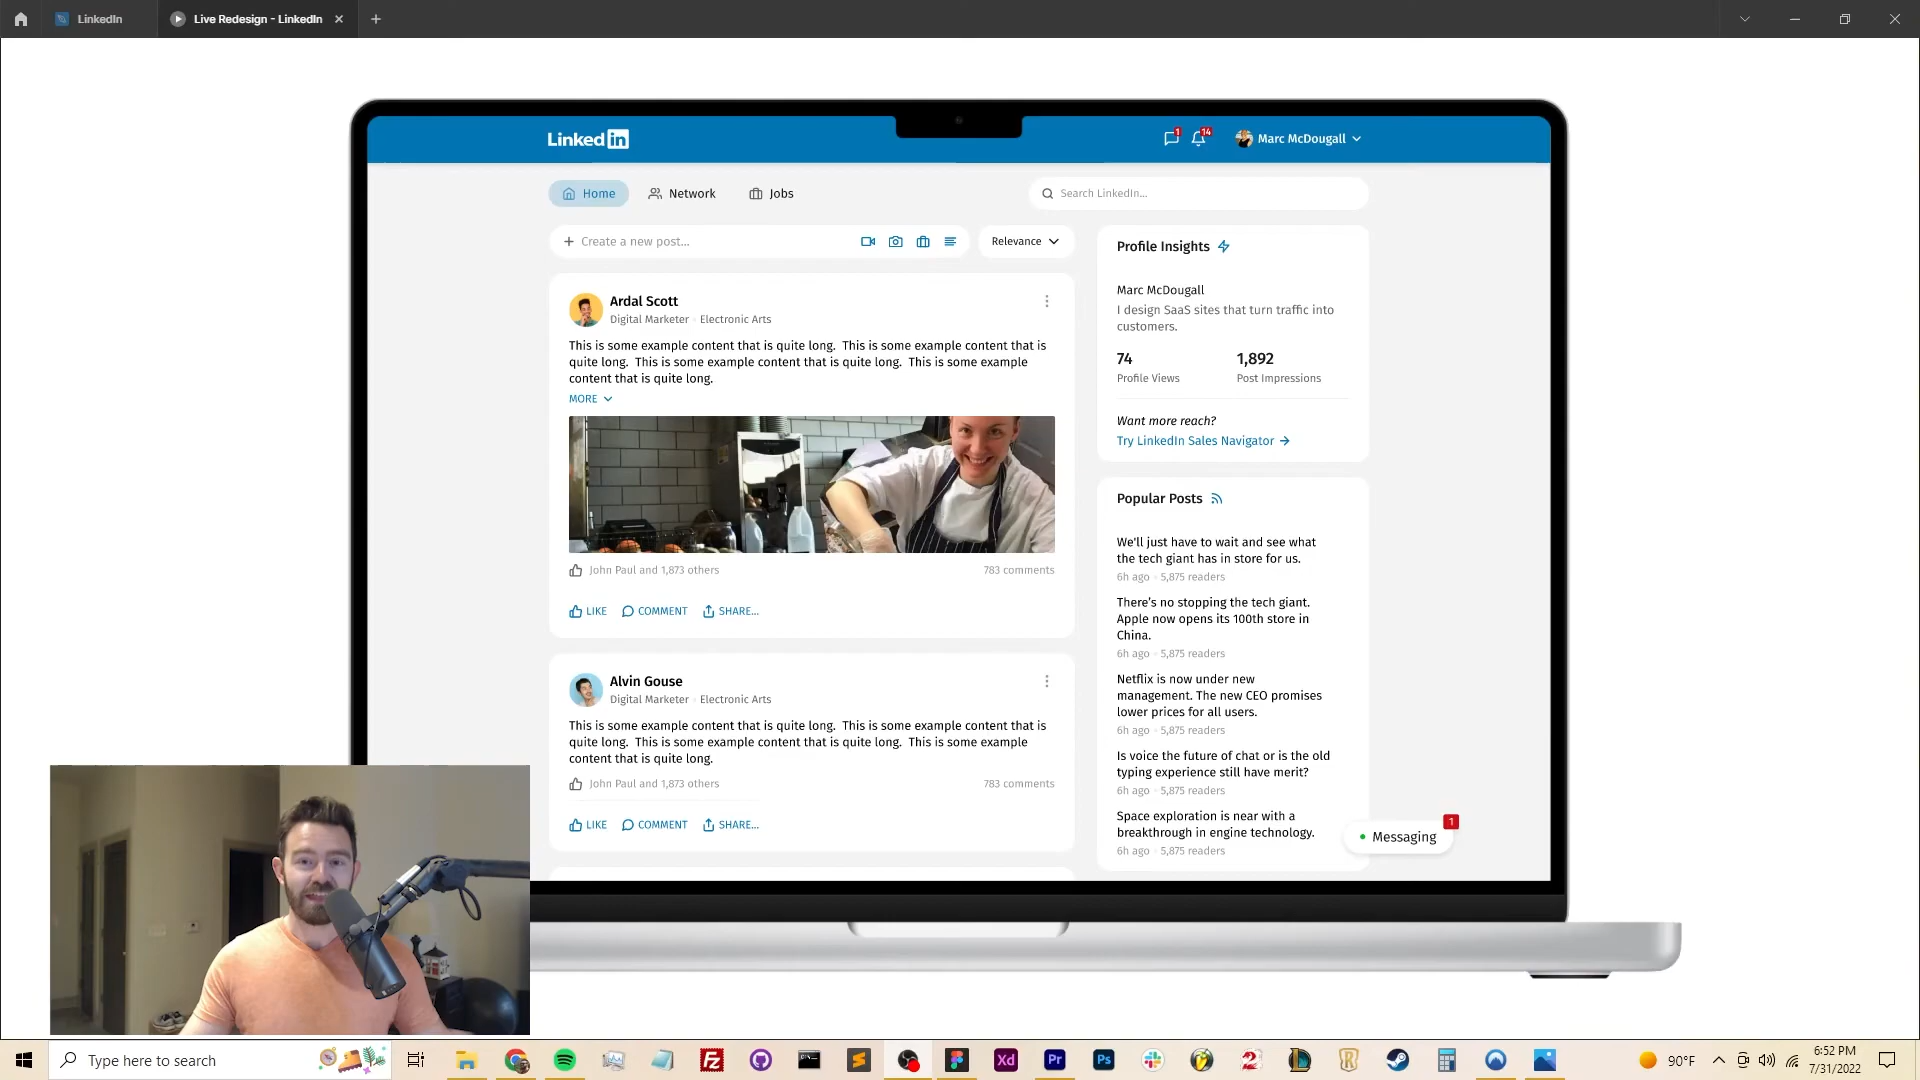 LinkedIn
Live Redesign - LinkedIn
Linked in
1
14
Marc McDougall
Home
Network
Jobs
Search LinkedIn...
Create a new post...
Relevance
Ardal Scott
Digital Marketer · Electronic Arts
This is some example content that is quite long. This is some example content that is
quite long. This is some example content that is quite long. This is some example
content that is quite long.
MORE
John Paul and 1,873 others
783 comments
LIKE
COMMENT
SHARE...
Alvin Gouse
Digital Marketer · Electronic Arts
This is some example content that is quite long. This is some example content that is
quite long. This is some example content that is quite long. This is some example
content that is quite long.
John Paul and 1,873 others
783 comments
LIKE
COMMENT
SHARE...
Profile Insights
Marc McDougall
I design SaaS sites that turn traffic into
customers.
74
1,892
Profile Views
Post Impressions
Want more reach?
Try LinkedIn Sales Navigator
Popular Posts
We'll just have to wait and see what
the tech giant has in store for us.
6h ago · 5,875 readers
There's no stopping the tech giant.
Apple now opens its 100th store in
China.
6h ago · 5,875 readers
Netflix is now under new
management. The new CEO promises
lower prices for all users.
6h ago · 5,875 readers
Is voice the future of chat or is the old
typing experience still have merit?
6h ago · 5,875 readers
Space exploration is near with a
breakthrough in engine technology.
6h ago · 5,875 readers
Messaging
1
Type here to search
Fz
Xd
Pr
Ps
2
R
90°F
6:52 PM
7/31/2022